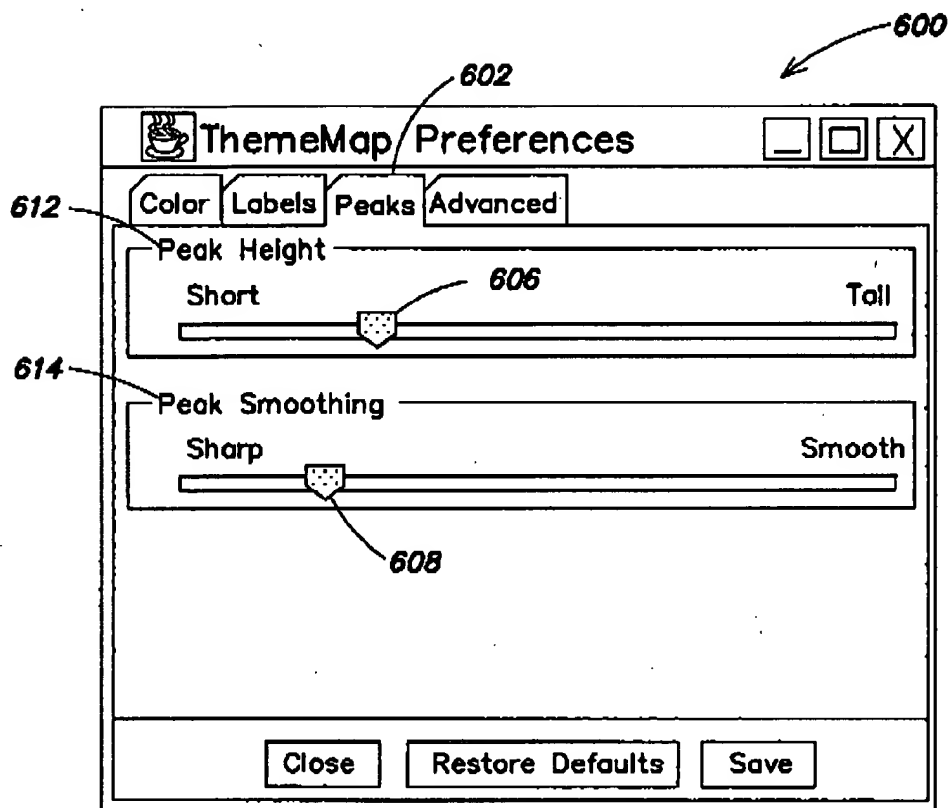 600
602
ThemeMap Preferences
Color Labels Peaks Advanced
612
Peak Height
606
Short Tall
614
Peak Smoothing
Sharp Smooth
608
Close Restore Defaults Save